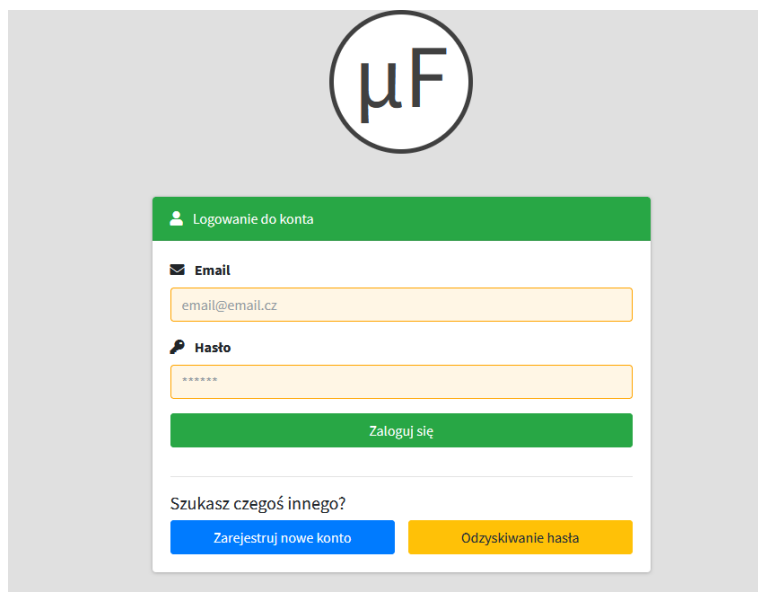 µF
Logowanie do konta
Email
email@email.cz
Hasło
******
Zaloguj się
Szukasz czegoś innego?
Zarejestruj nowe konto
Odzyskiwanie hasła